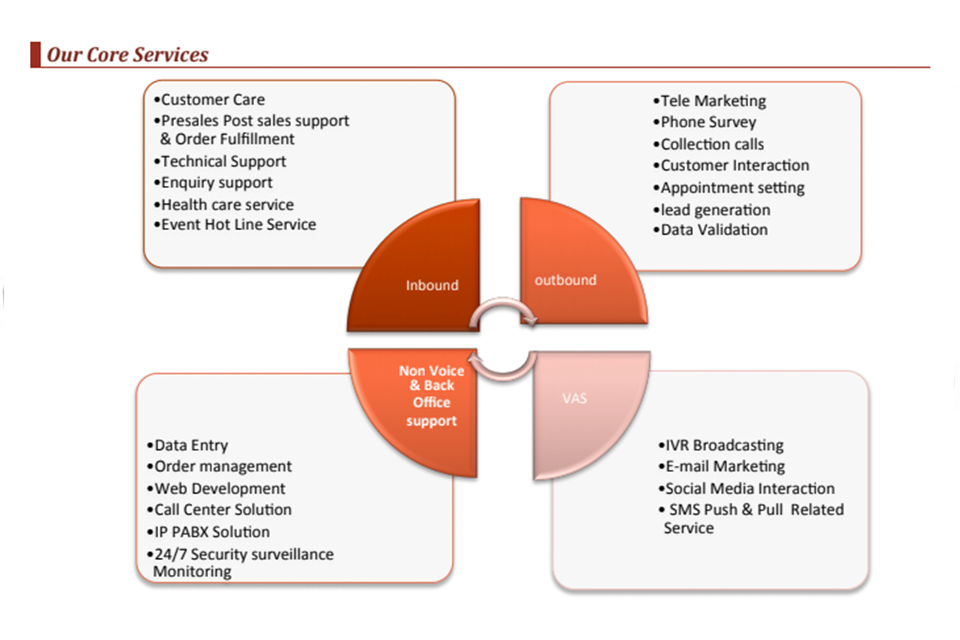 Our Core Services
•Customer Care
•Presales Post sales support
& Order Fulfillment
•Technical Support
•Enquiry support
•Health care service
•Event Hot Line Service
•Tele Marketing
•Phone Survey
•Collection calls
•Customer Interaction
•Appointment setting
•lead generation
•Data Validation
Inbound
outbound
Non Voice
& Back
Office
support
VAS
•Data Entry
•Order management
•Web Development
•Call Center Solution
•IP PABX Solution
•24/7 Security surveillance
Monitoring
•IVR Broadcasting
•E-mail Marketing
•Social Media Interaction
• SMS Push & Pull Related
Service